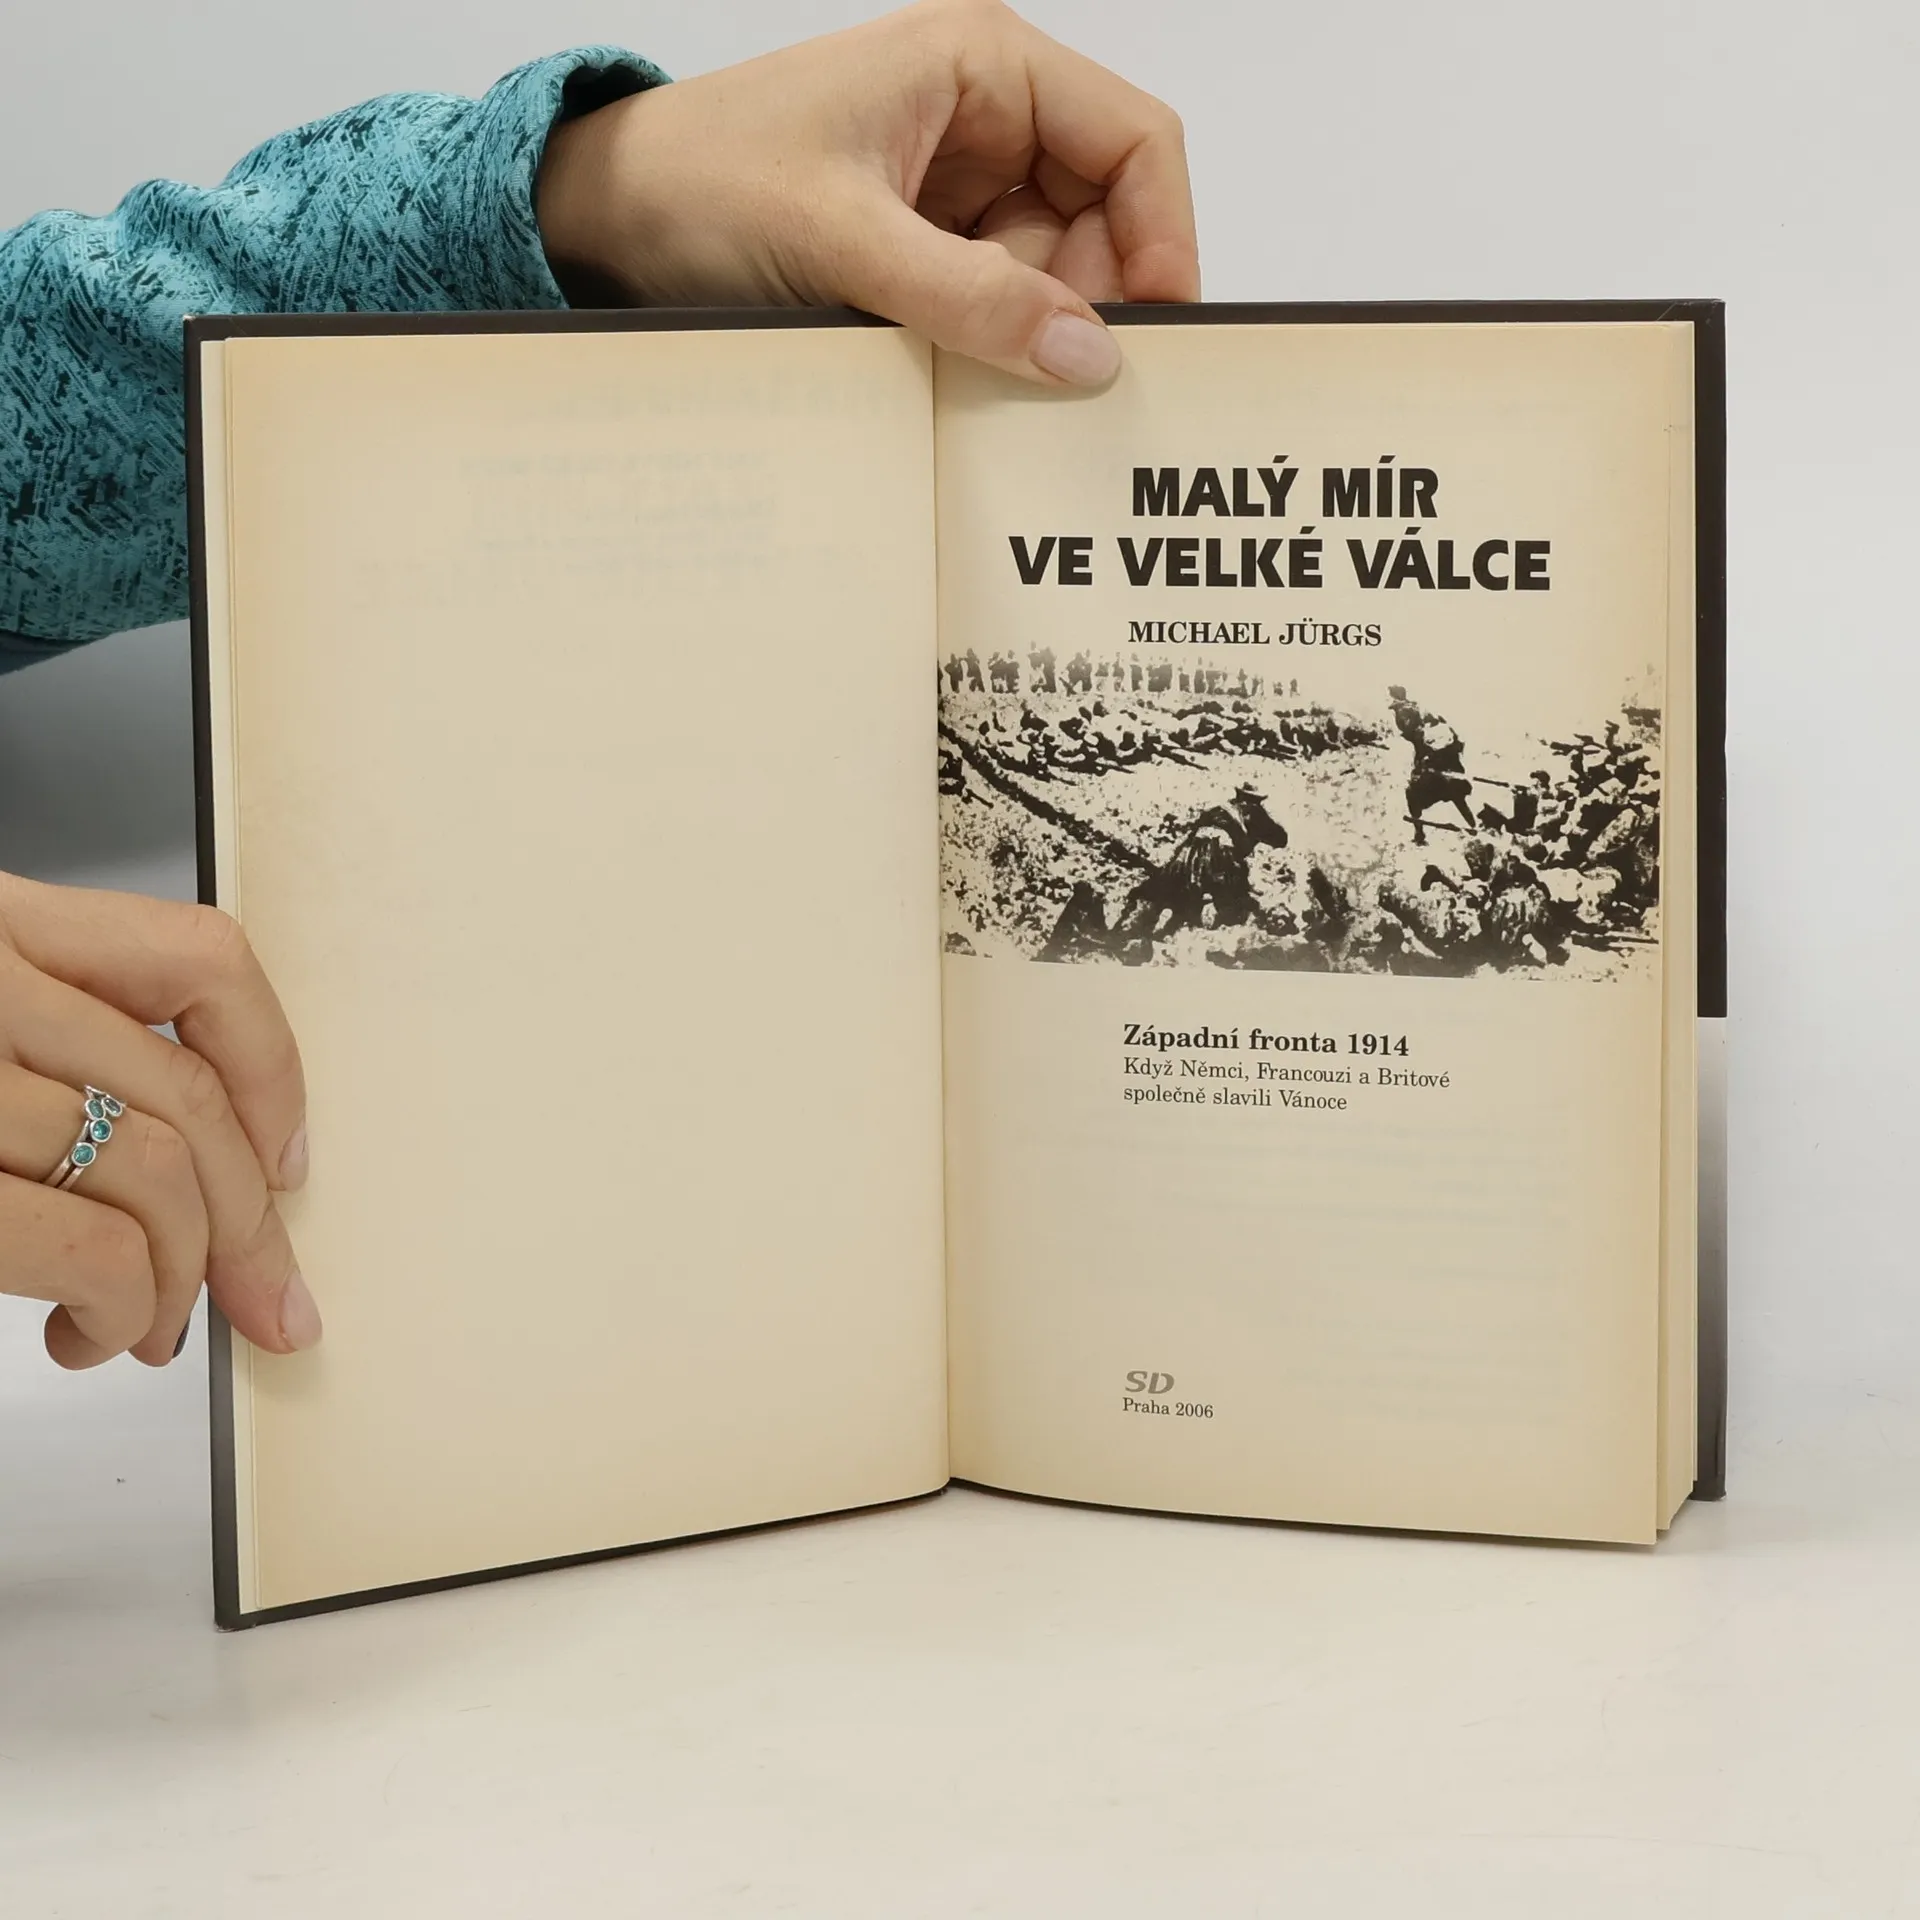 MALÝ MÍR
VE VELKÉ VÁLCE
MICHAEL JÜRGS
Západní fronta 1914
Když Němci, Francouzi a Britové
společně slavili Vánoce
SD
Praha 2006